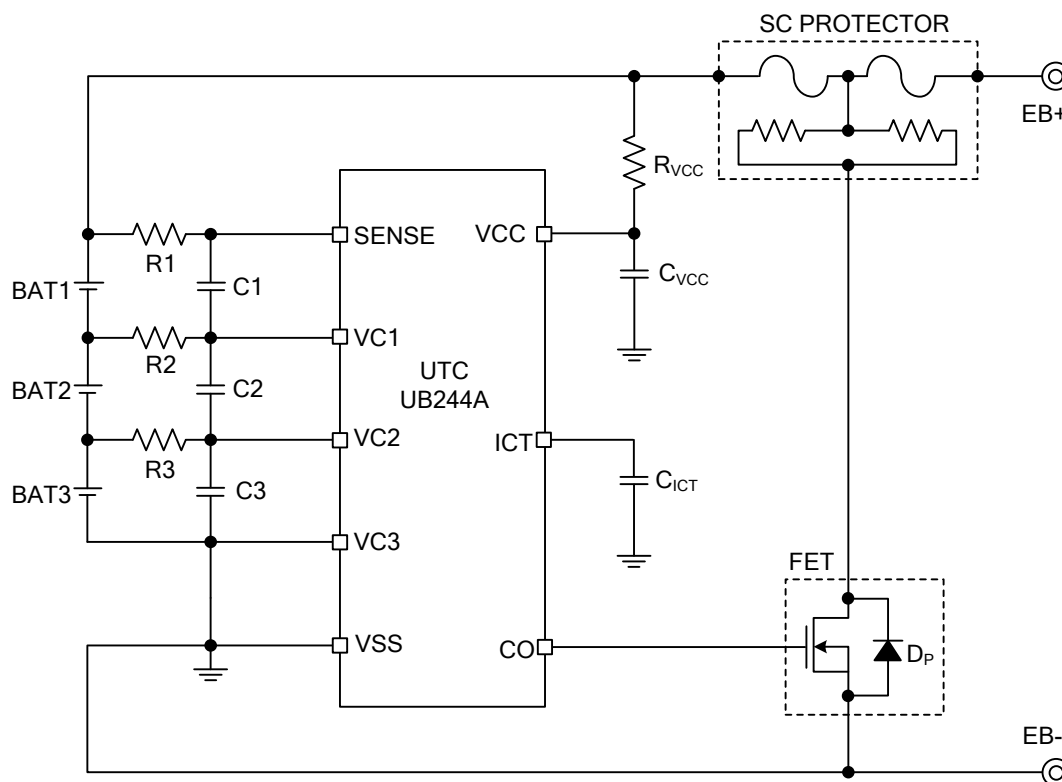 SC PROTECTOR
EB+
RVCC
SENSE
VCC
R1
C1
BAT1
CVCC
VC1
R2
UTC
UB244A
BAT2
C2
VC2
ICT
R3
C3
BAT3
CICT
VC3
FET
VSS
CO
DP
EB-